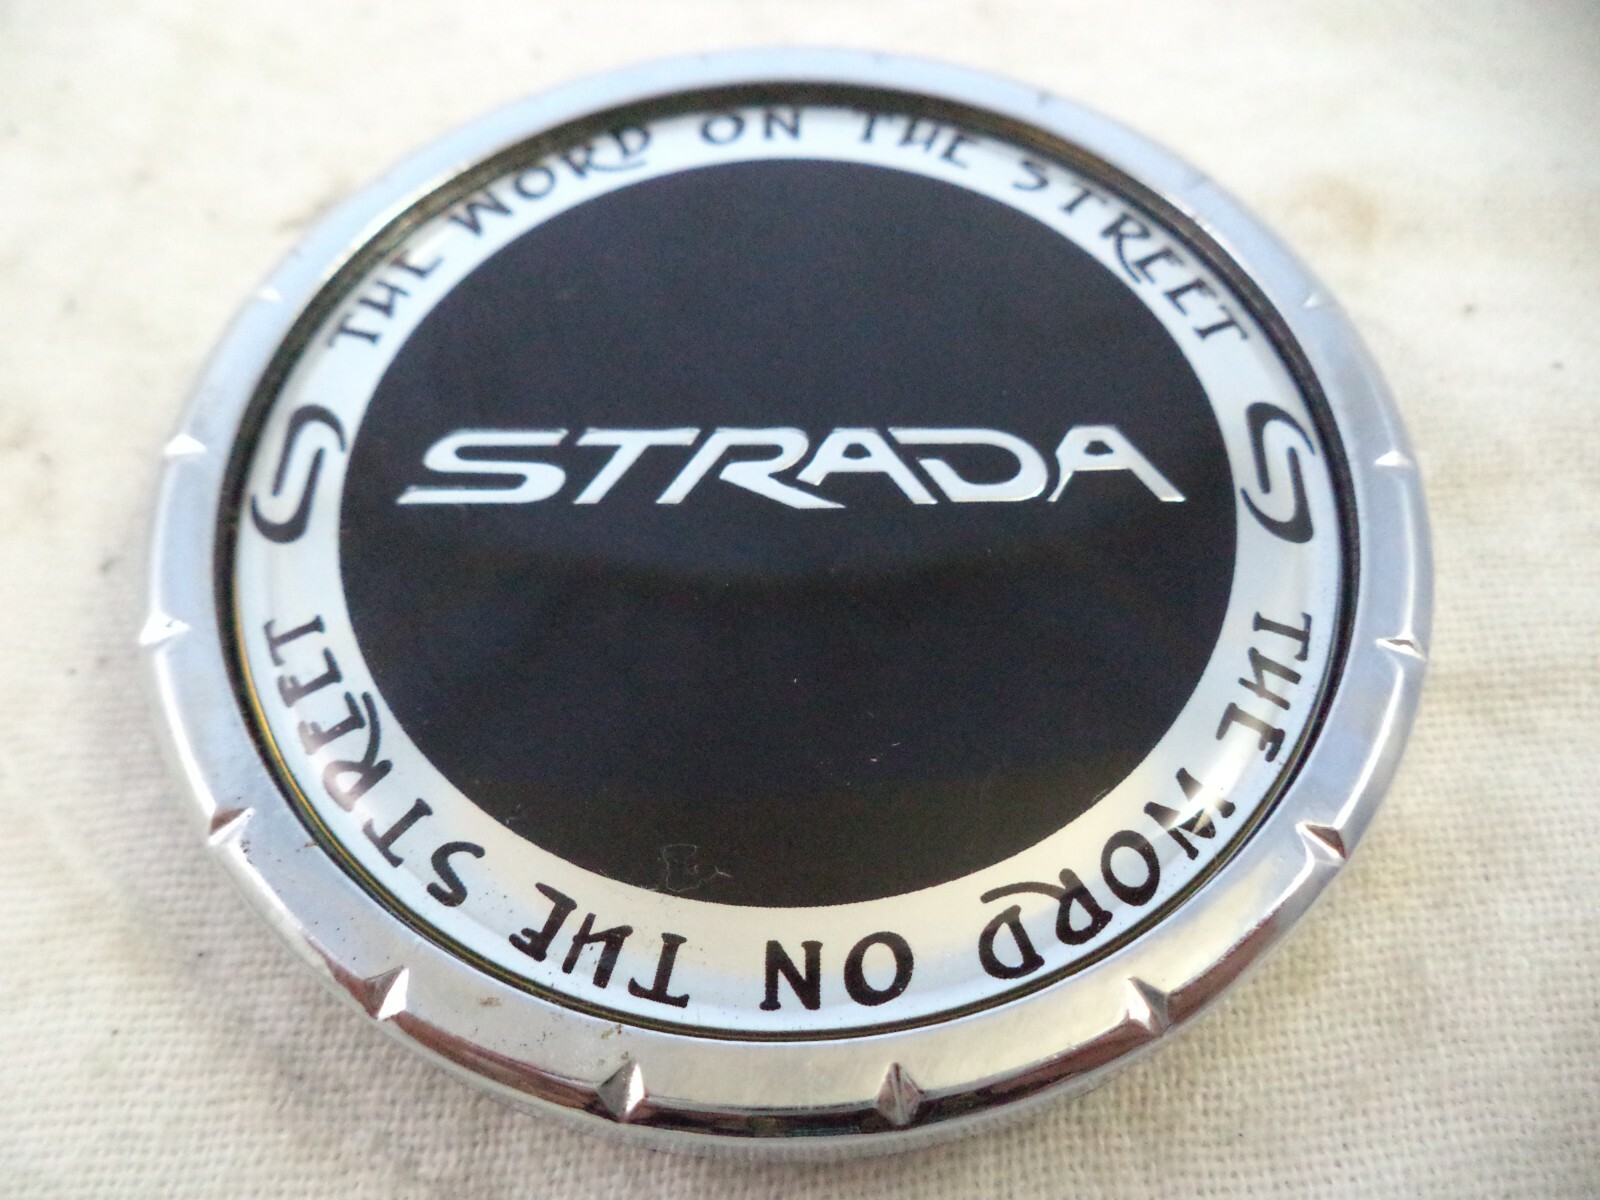 THE WORD ON THE STREET
S
THE WORD ON THE STREET
S
STRADA